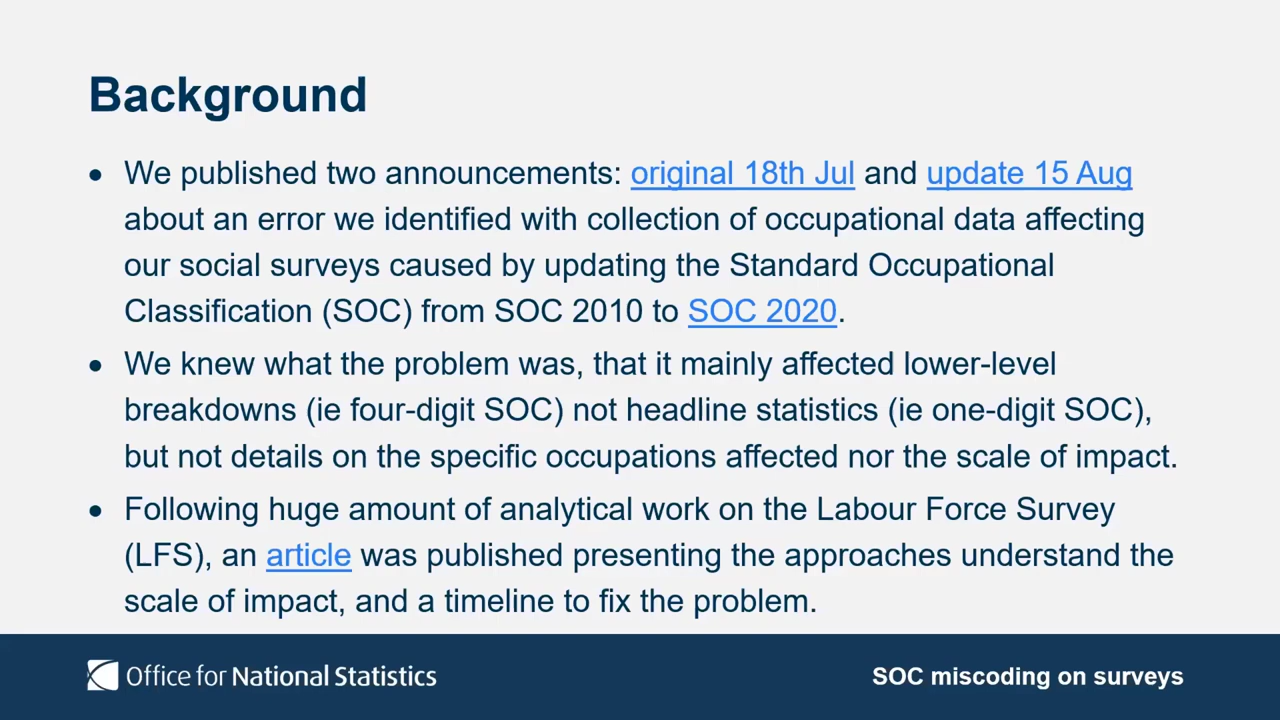 Background
• We published two announcements: original 18th Jul and update 15 Aug
about an error we identified with collection of occupational data affecting
our social surveys caused by updating the Standard Occupational
Classification (SOC) from SOC 2010 to SOC 2020.
• We knew what the problem was, that it mainly affected lower-level
breakdowns (ie four-digit SOC) not headline statistics (ie one-digit SOC),
but not details on the specific occupations affected nor the scale of impact.
• Following huge amount of analytical work on the Labour Force Survey
(LFS), an article was published presenting the approaches understand the
scale of impact, and a timeline to fix the problem.
Office for National Statistics
SOC miscoding on surveys